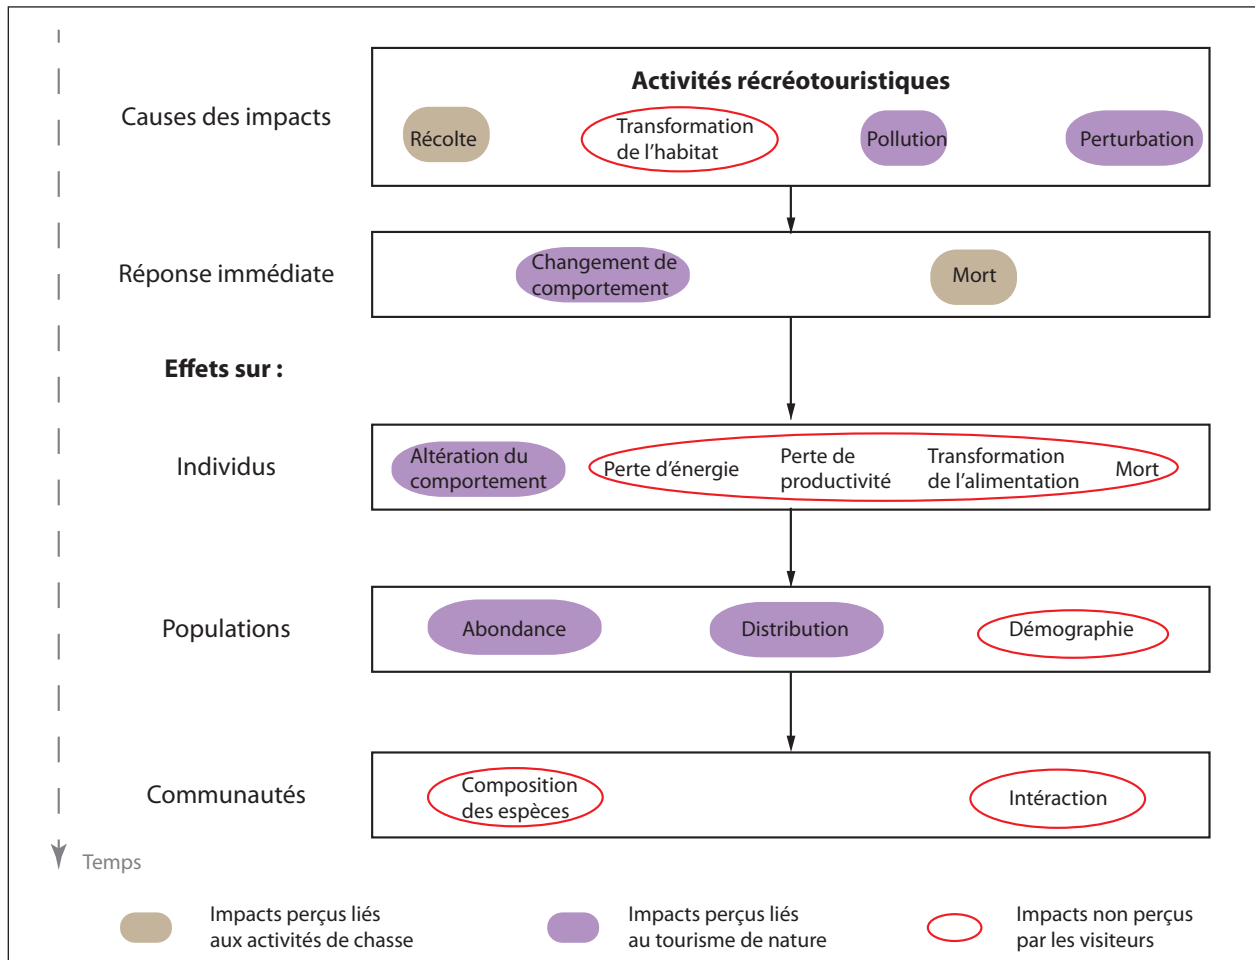 Activités récréotouristiques
Causes des impacts
Récolte
Transformation
de l'habitat
Pollution
Perturbation
Réponse immédiate
Changement de
comportement
Mort
Effets sur :
Individus
Altération du
comportement
Perte d'énergie
Perte de
productivité
Transformation
de l'alimentation
Mort
Populations
Abondance
Distribution
Démographie
Communautés
Composition
des espèces
Intéraction
Temps
Impacts perçus liés
aux activités de chasse
Impacts perçus liés
au tourisme de nature
Impacts non perçus
par les visiteurs